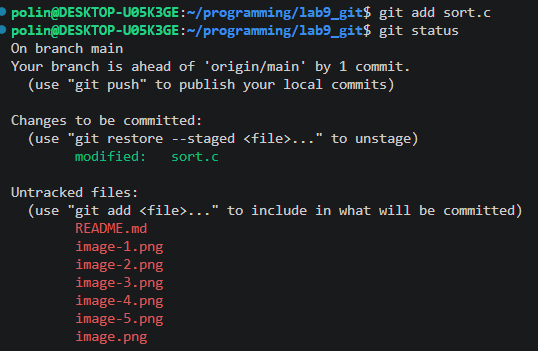 polin@DESKTOP-U05K3GE:~/programming/lab9_git$ git add sort.c
polin@DESKTOP-U05K3GE:~/programming/lab9_git$ git status
On branch main
Your branch is ahead of 'origin/main' by 1 commit.
  (use "git push" to publish your local commits)

Changes to be committed:
  (use "git restore --staged <file>..." to unstage)
        modified:   sort.c

Untracked files:
  (use "git add <file>..." to include in what will be committed)
        README.md
        image-1.png
        image-2.png
        image-3.png
        image-4.png
        image-5.png
        image.png